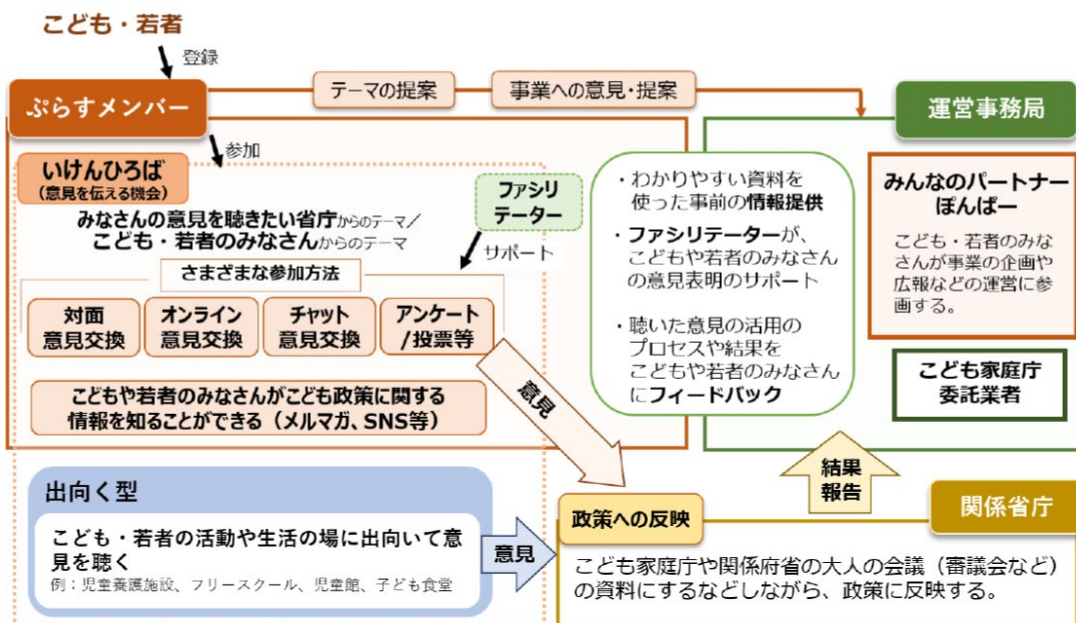 こども・若者
登録
ぷらすメンバー
テーマの提案
事業への意見・提案
運営事務局
参加
いけんひろば
(意見を伝える機会)
ファシリ
テーター
サポート
みなさんの意見を聴きたい省庁からのテーマ／
こども・若者のみなさんからのテーマ
さまざまな参加方法
対面
意見交換
オンライン
意見交換
チャット
意見交換
アンケート
/投票等
こどもや若者のみなさんがこども政策に関する
情報を知ることができる（メルマガ、SNS等）
・わかりやすい資料を
使った事前の情報提供
・ファシリテーターが、
こどもや若者のみなさん
の意見表明のサポート
・聴いた意見の活用の
プロセスや結果を
こどもや若者のみなさん
にフィードバック
みんなのパートナー
ぽんぱー
こども・若者のみな
さんが事業の企画や
広報などの運営に参
画する。
こども家庭庁
委託業者
意見
結果
報告
出向く型
こども・若者の活動や生活の場に出向いて意
見を聴く
例：児童養護施設、フリースクール、児童館、子ども食堂
意見
政策への反映
関係省庁
こども家庭庁や関係府省の大人の会議（審議会など）
の資料にするなどしながら、政策に反映する。